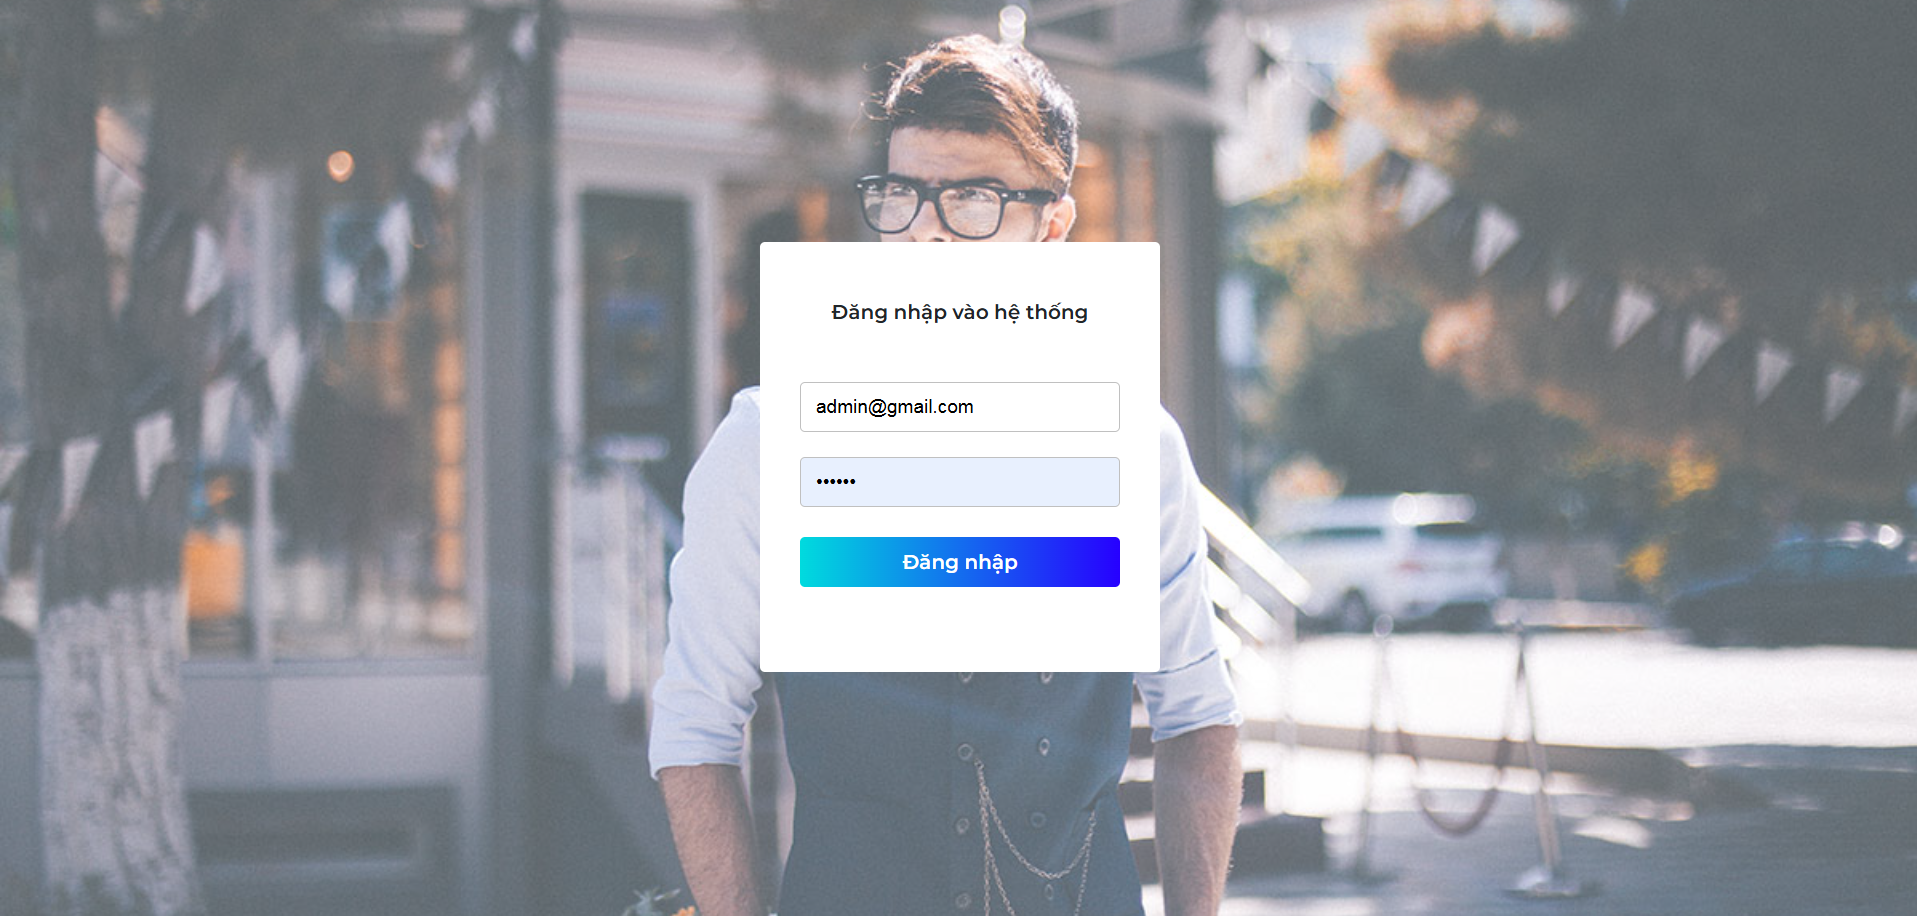 Đăng nhập vào hệ thống
admin@gmail.com
••••••
Đăng nhập